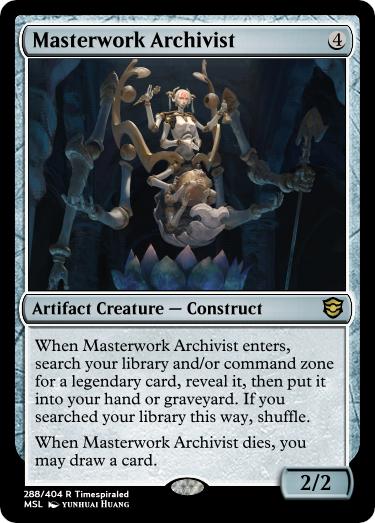 Masterwork Archivist 4
Artifact Creature — Construct
When Masterwork Archivist enters,
search your library and/or command zone
for a legendary card, reveal it, then put it
into your hand or graveyard. If you
searched your library this way, shuffle.
When Masterwork Archivist dies, you
may draw a card.
2/2
288/404 R Timespiraled
MSL Yunhuai Huang